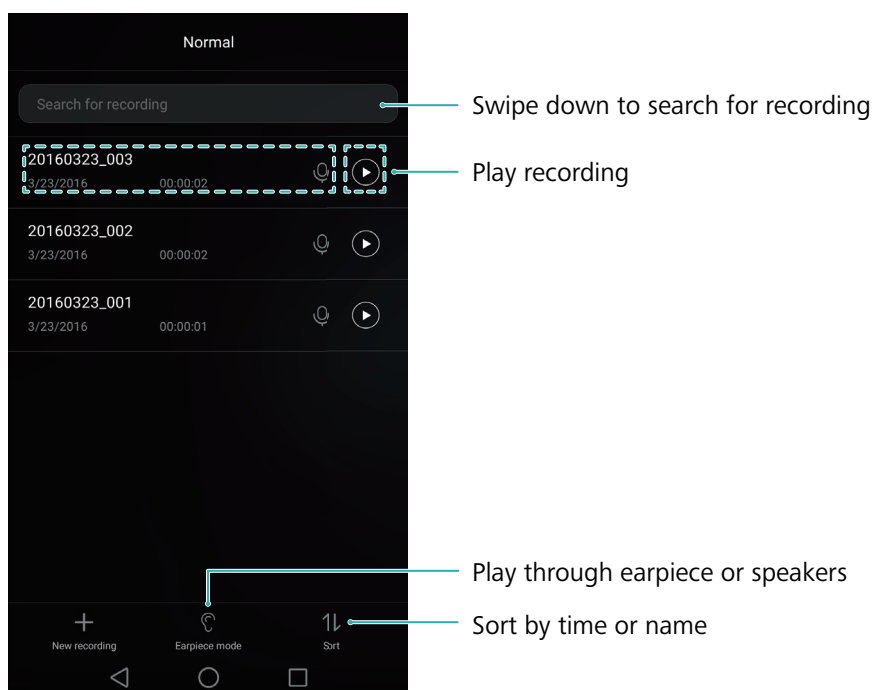 Normal
Search for recording
Swipe down to search for recording
20160323_003
3/23/2016 00:00:02
Play recording
20160323_002
3/23/2016 00:00:02
20160323_001
3/23/2016 00:00:01
Play through earpiece or speakers
Sort by time or name
New recording Earpiece mode Sort